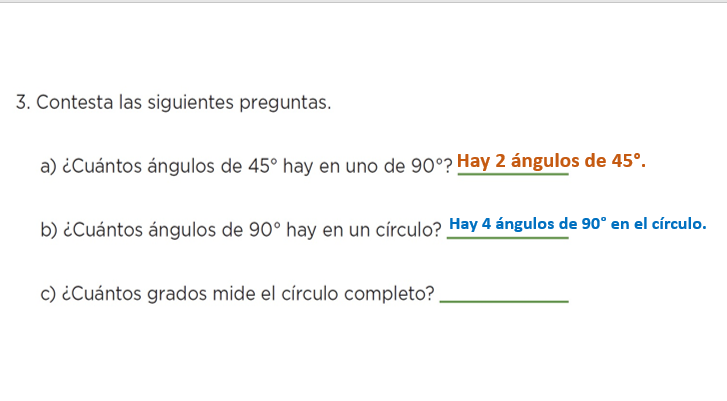 3. Contesta las siguientes preguntas.
a) ¿Cuántos ángulos de 45° hay en uno de 90°? Hay 2 ángulos de 45°.
b) ¿Cuántos ángulos de 90° hay en un círculo? Hay 4 ángulos de 90° en el círculo.
c) ¿Cuántos grados mide el círculo completo?